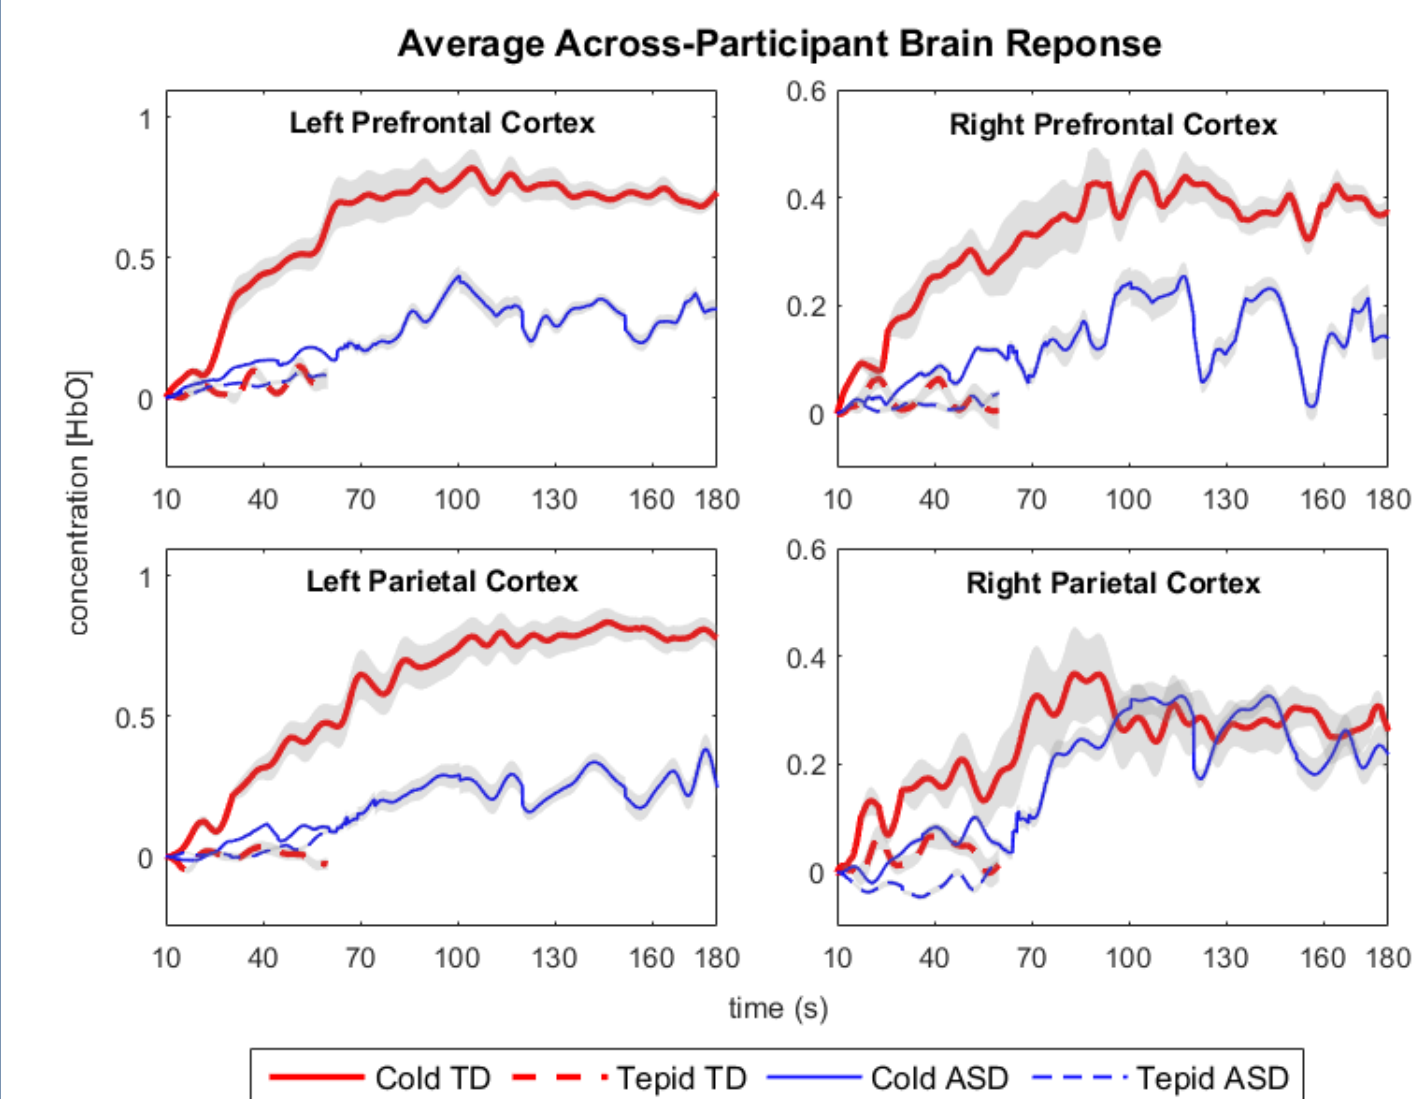 Average Across-Participant Brain Reponse
Left Prefrontal Cortex
1
0.5
0
10 40 70 100 130 160 180
Right Prefrontal Cortex
0.6
0.4
0.2
0
10 40 70 100 130 160 180
concentration [HbO]
Left Parietal Cortex
1
0.5
0
10 40 70 100 130 160 180
Right Parietal Cortex
0.6
0.4
0.2
0
10 40 70 100 130 160 180
time (s)
Cold TD Tepid TD Cold ASD Tepid ASD